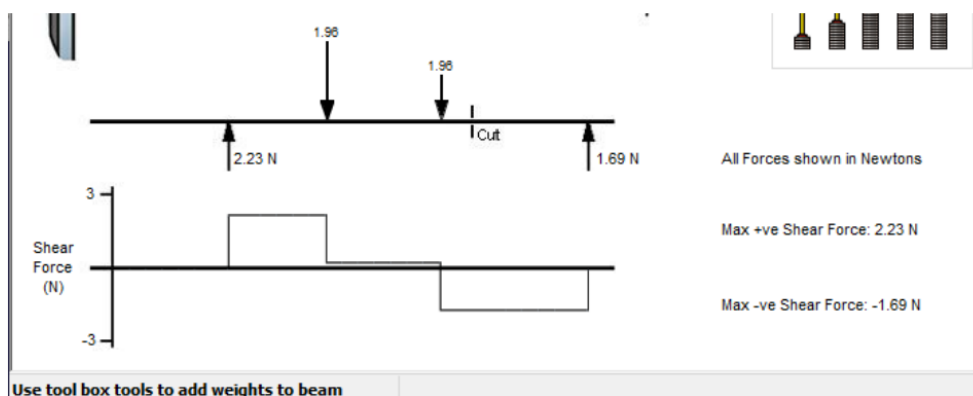 1.96
1.96
Cut
2.23 N
1.69 N
All Forces shown in Newtons
3
Max +ve Shear Force: 2.23 N
Shear
Force
(N)
Max -ve Shear Force: -1.69 N
-3
Use tool box tools to add weights to beam